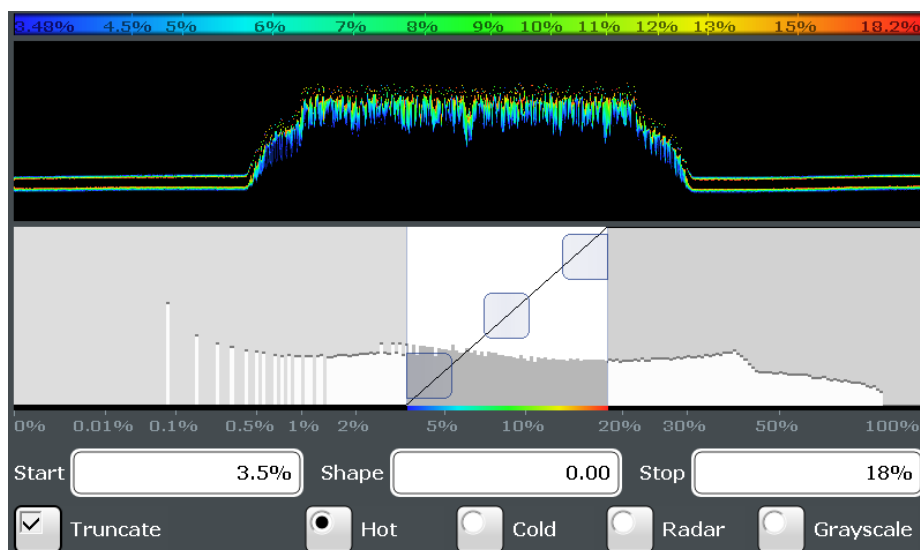 3.48% 4.5% 5% 6% 7% 8% 9% 10% 11% 12% 13% 15% 18.2%
0% 0.01% 0.1% 0.5% 1% 2% 5% 10% 20% 30% 50% 100%
Start 3.5% Shape 0.00 Stop 18%
Truncate Hot Cold Radar Grayscale